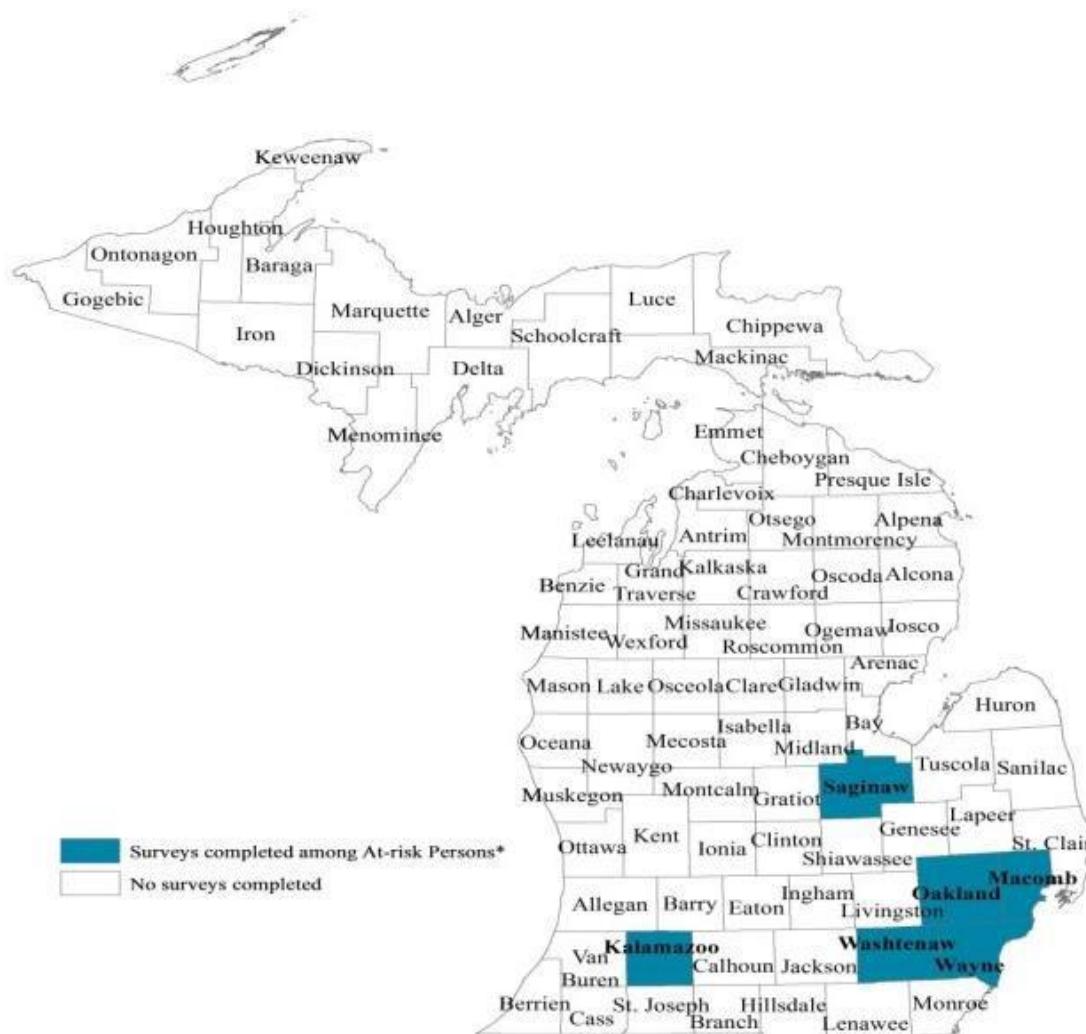 Keweenaw
Houghton
Ontonagon
Baraga
Gogebic
Marquette
Alger
Luce
Iron
Schoolcraft
Chippewa
Mackinac
Dickinson
Delta
Menominee
Emmet
Cheboygan
Presque Isle
Charlevoix
Otsego
Alpena
Antrim
Montmorency
Leelanau
Grand
Traverse
Kalkaska
Benzie
Crawford
Oscoda
Alcona
Manistee
Wexford
Missaukee
Roscommon
Ogemaw
Iosco
Arenac
Mason
Lake
Osceola
Clare
Gladwin
Huron
Bay
Isabella
Oceana
Mecosta
Midland
Newaygo
Tuscola
Sanilac
Muskegon
Montcalm
Gratiot
Saginaw
Lapeer
Genesee
Kent
Ottawa
Ionia
Clinton
Shiawassee
St. Clair
Surveys completed among At-risk Persons*
No surveys completed
Macomb
Oakland
Allegan
Barry
Eaton
Ingham
Livingston
Kalamazoo
Washtenaw
Wayne
Van
Buren
Calhoun
Jackson
Berrien
Cass
St. Joseph
Branch
Hillsdale
Lenawee
Monroe